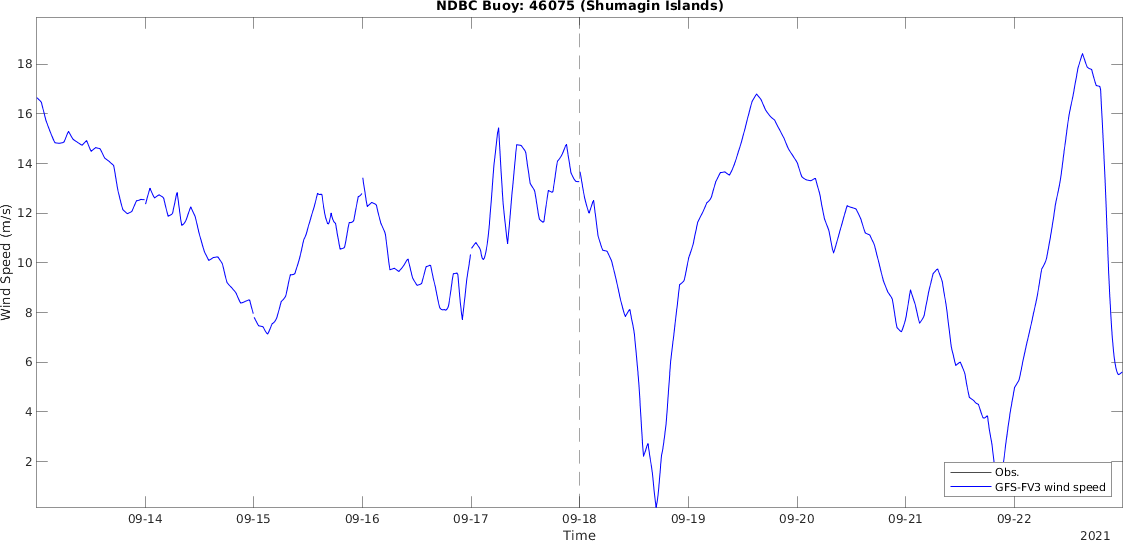 NDBC Buoy: 46075 (Shumagin Islands)
18
16
14
12
10
8
6
4
2
Wind Speed (m/s)
Obs.
GFS-FV3 wind speed
09-14 09-15 09-16 09-17 09-18 09-19 09-20 09-21 09-22
Time
2021